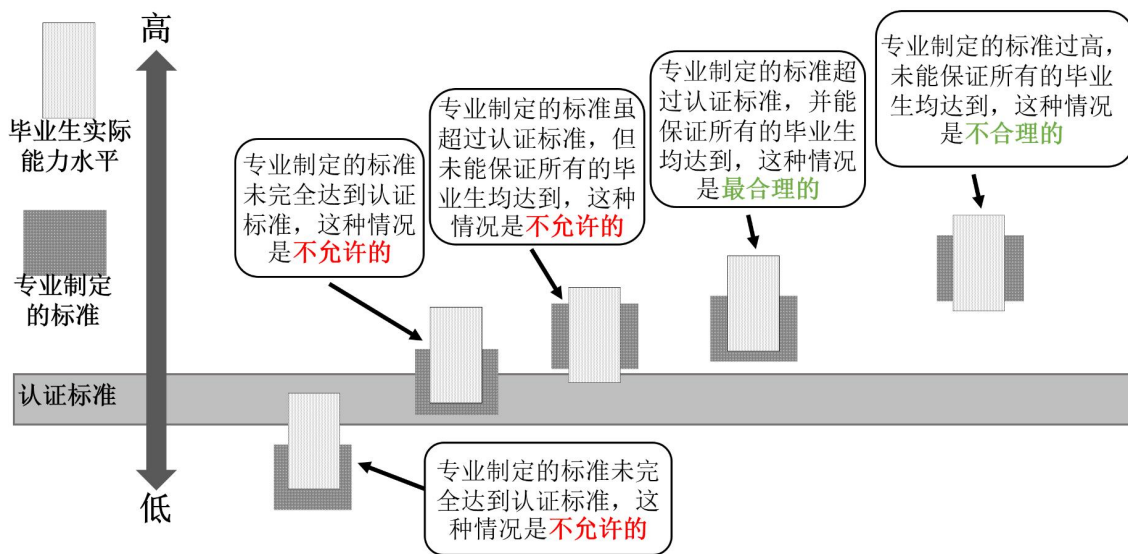 高
毕业生实际
能力水平
专业制定
的标准
认证标准
低
专业制定的标准
未完全达到认证
标准，这种情况
是不允许的
专业制定的标准虽
超过认证标准，但
未能保证所有的毕
业生均达到，这种
情况是不允许的
专业制定的标准超
过认证标准，并能
保证所有的毕业生
均达到，这种情况
是最合理的
专业制定的标准过高，
未能保证所有的毕业
生均达到，这种情况
是不合理的
专业制定的标准未完
全达到认证标准，这
种情况是不允许的